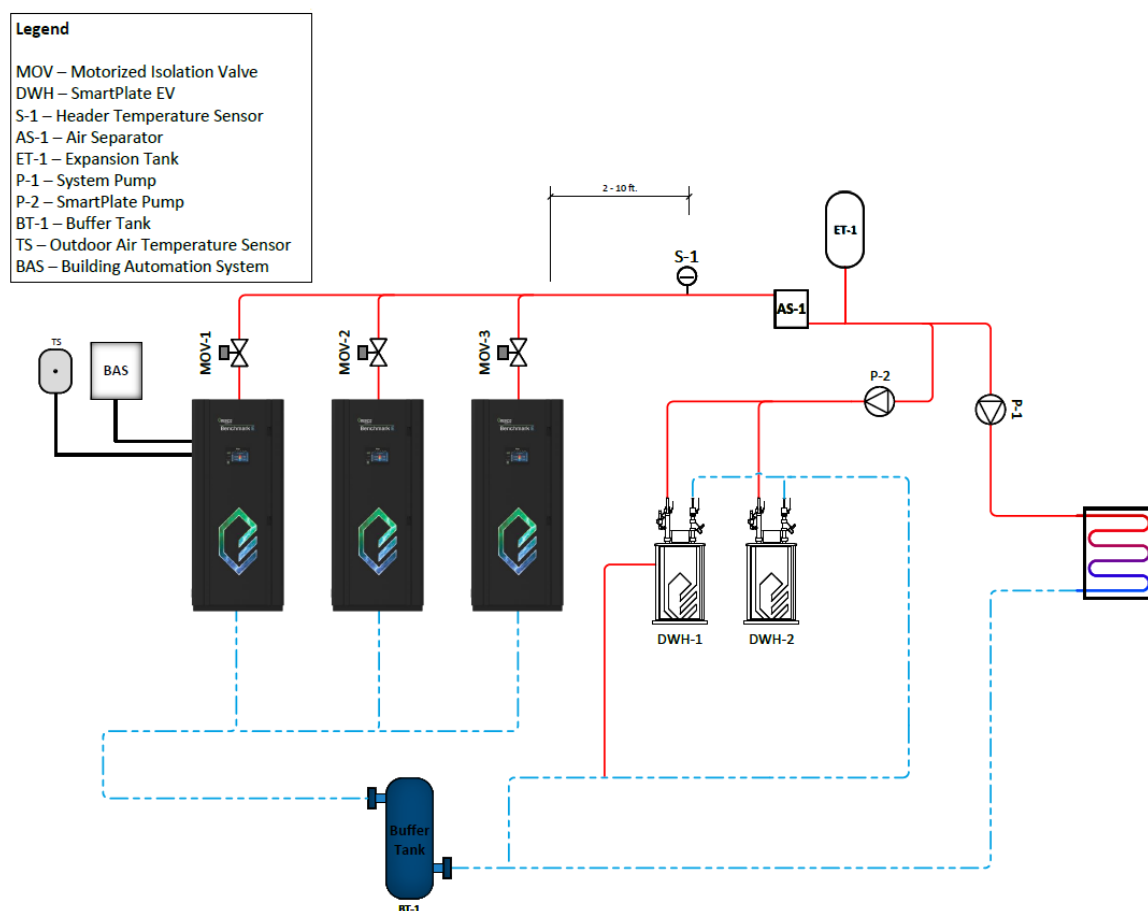 Legend
MOV – Motorized Isolation Valve
DWH – SmartPlate EV
S-1 – Header Temperature Sensor
AS-1 – Air Separator
ET-1 – Expansion Tank
P-1 – System Pump
P-2 – SmartPlate Pump
BT-1 – Buffer Tank
TS – Outdoor Air Temperature Sensor
BAS – Building Automation System
2 - 10 ft.
ET-1
S-1
AS-1
MOV-1
MOV-2
MOV-3
TS
BAS
P-2
P-1
Benchmark
Benchmark
Benchmark
DWH-1
DWH-2
Buffer
Tank
BT-1